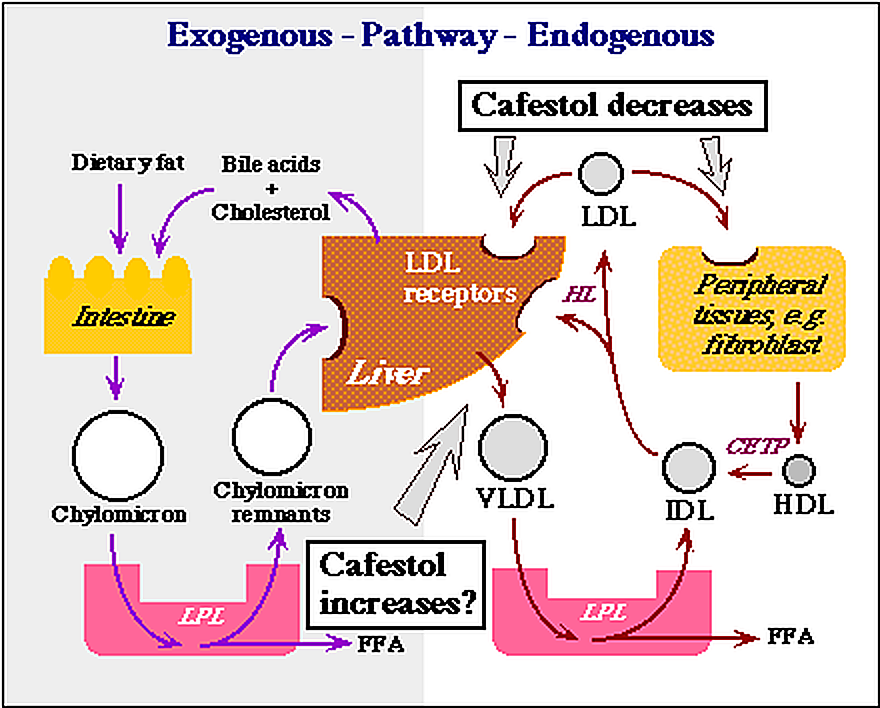 Exogenous - Pathway - Endogenous
Cafestol decreases
Dietary fat
Bile acids
+
Cholesterol
LDL
LDL
receptors
HL
Peripheral
tissues, e.g.
fibroblast
Intestine
Liver
CETP
Chylomicron
Chylomicron
remnants
VLDL
IDL
HDL
Cafestol
increases?
LPL
FFA
LPL
FFA